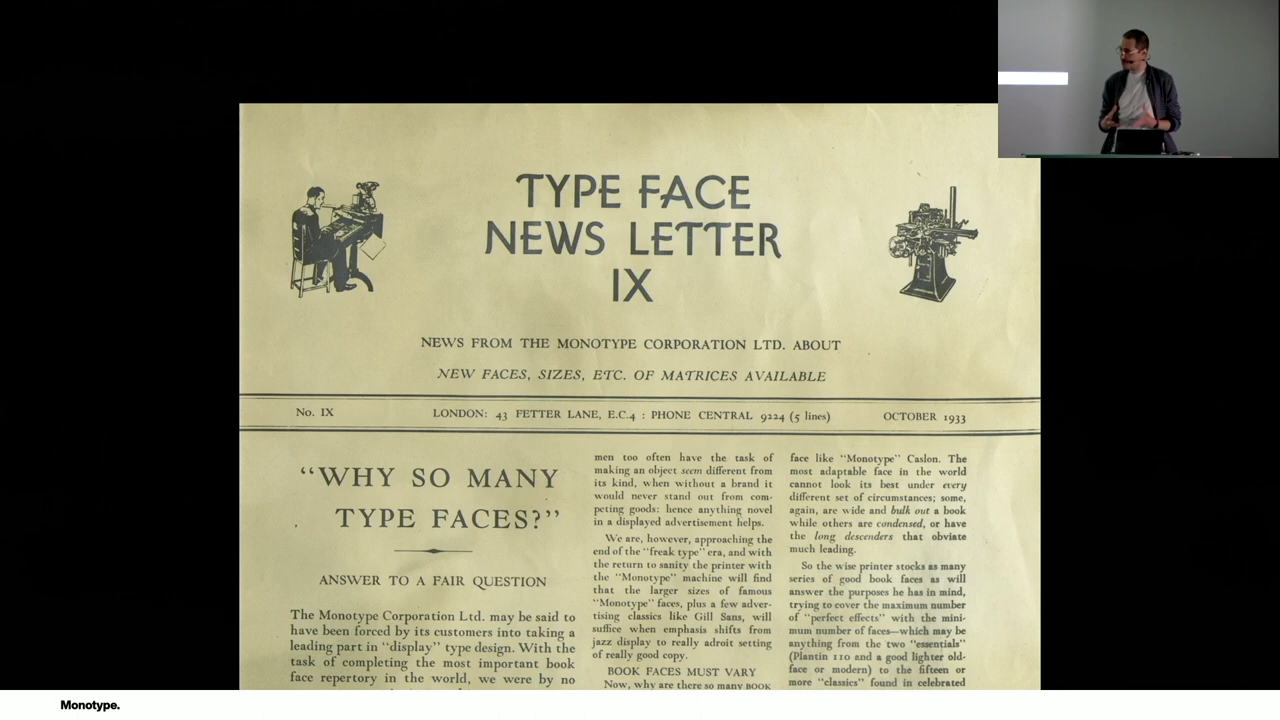 TYPE FACE
NEWS LETTER
IX
NEWS FROM THE MONOTYPE CORPORATION LTD. ABOUT
NEW FACES, SIZES, ETC. OF MATRICES AVAILABLE
No. IX LONDON: 43 FETTER LANE, E.C.4 : PHONE CENTRAL 9224 (5 lines) OCTOBER 1933
“WHY SO MANY
TYPE FACES?”
ANSWER TO A FAIR QUESTION
The Monotype Corporation Ltd. may be said to
have been forced by its customers into taking a
leading part in “display” type design. With the
task of completing the most important book
face repertory in the world, we were by no
men too often have the task of
making an object seem different from
its kind, when without a brand it
would never stand out from com-
peting goods: hence anything novel
in a displayed advertisement helps.
We are, however, approaching the
end of the “freak type” era, and with
the return to sanity the printer with
the “Monotype” machine will find
that the larger sizes of famous
“Monotype” faces, plus a few adver-
tising classics like Gill Sans, will
suffice when emphasis shifts from
jazz display to really adroit setting
of really good copy.
BOOK FACES MUST VARY
Now, why are there so many BOOK
face like “Monotype” Caslon. The
most adaptable face in the world
cannot look its best under every
different set of circumstances; some,
again, are wide and bulk out a book
while others are condensed, or have
the long descenders that obviate
much leading.
So the wise printer stocks as many
series of good book faces as will
answer the purposes he has in mind,
trying to cover the maximum number
of “perfect effects” with the mini-
mum number of faces—which may be
anything from the two “essentials”
(Plantin 110 and a good lighter old-
face or modern) to the fifteen or
more “classics” found in celebrated
Monotype.